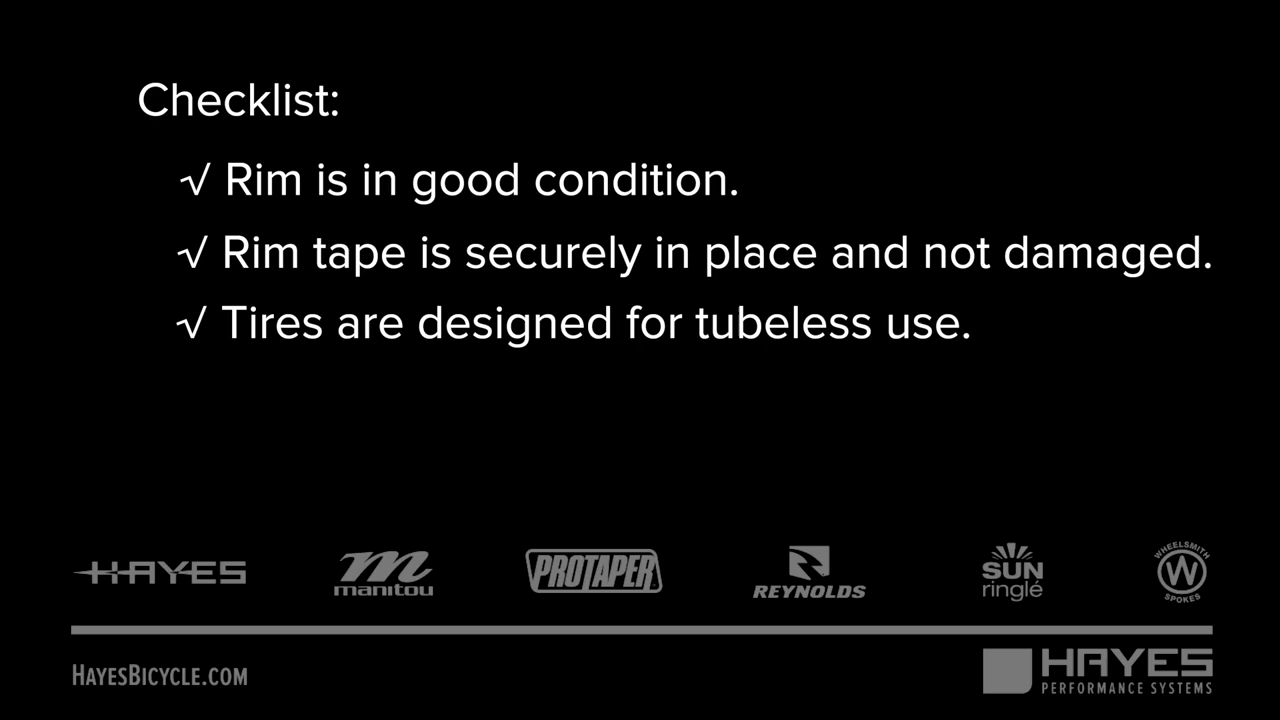 Checklist:
√ Rim is in good condition.
√ Rim tape is securely in place and not damaged.
√ Tires are designed for tubeless use.
HAYES
m
manitou
PROTAPER
R
REYNOLDS
SUN
ringlé
WHEELSMITH
W
SPOKES
HAYESBICYCLE.COM
HAYES
PERFORMANCE SYSTEMS